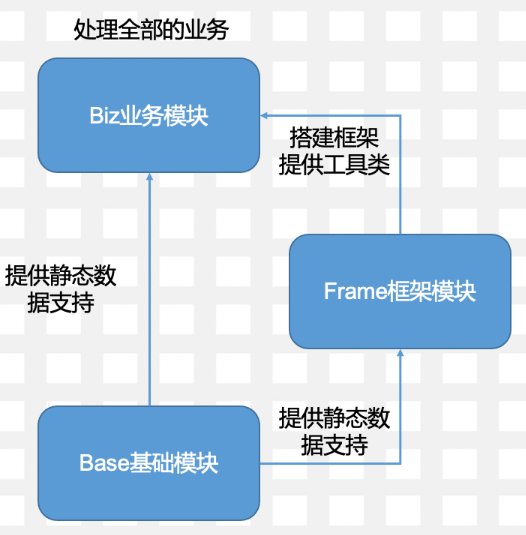 处理全部的业务
Biz业务模块
搭建框架
提供工具类
提供静态数
据支持
Frame框架模块
提供静态数
据支持
Base基础模块